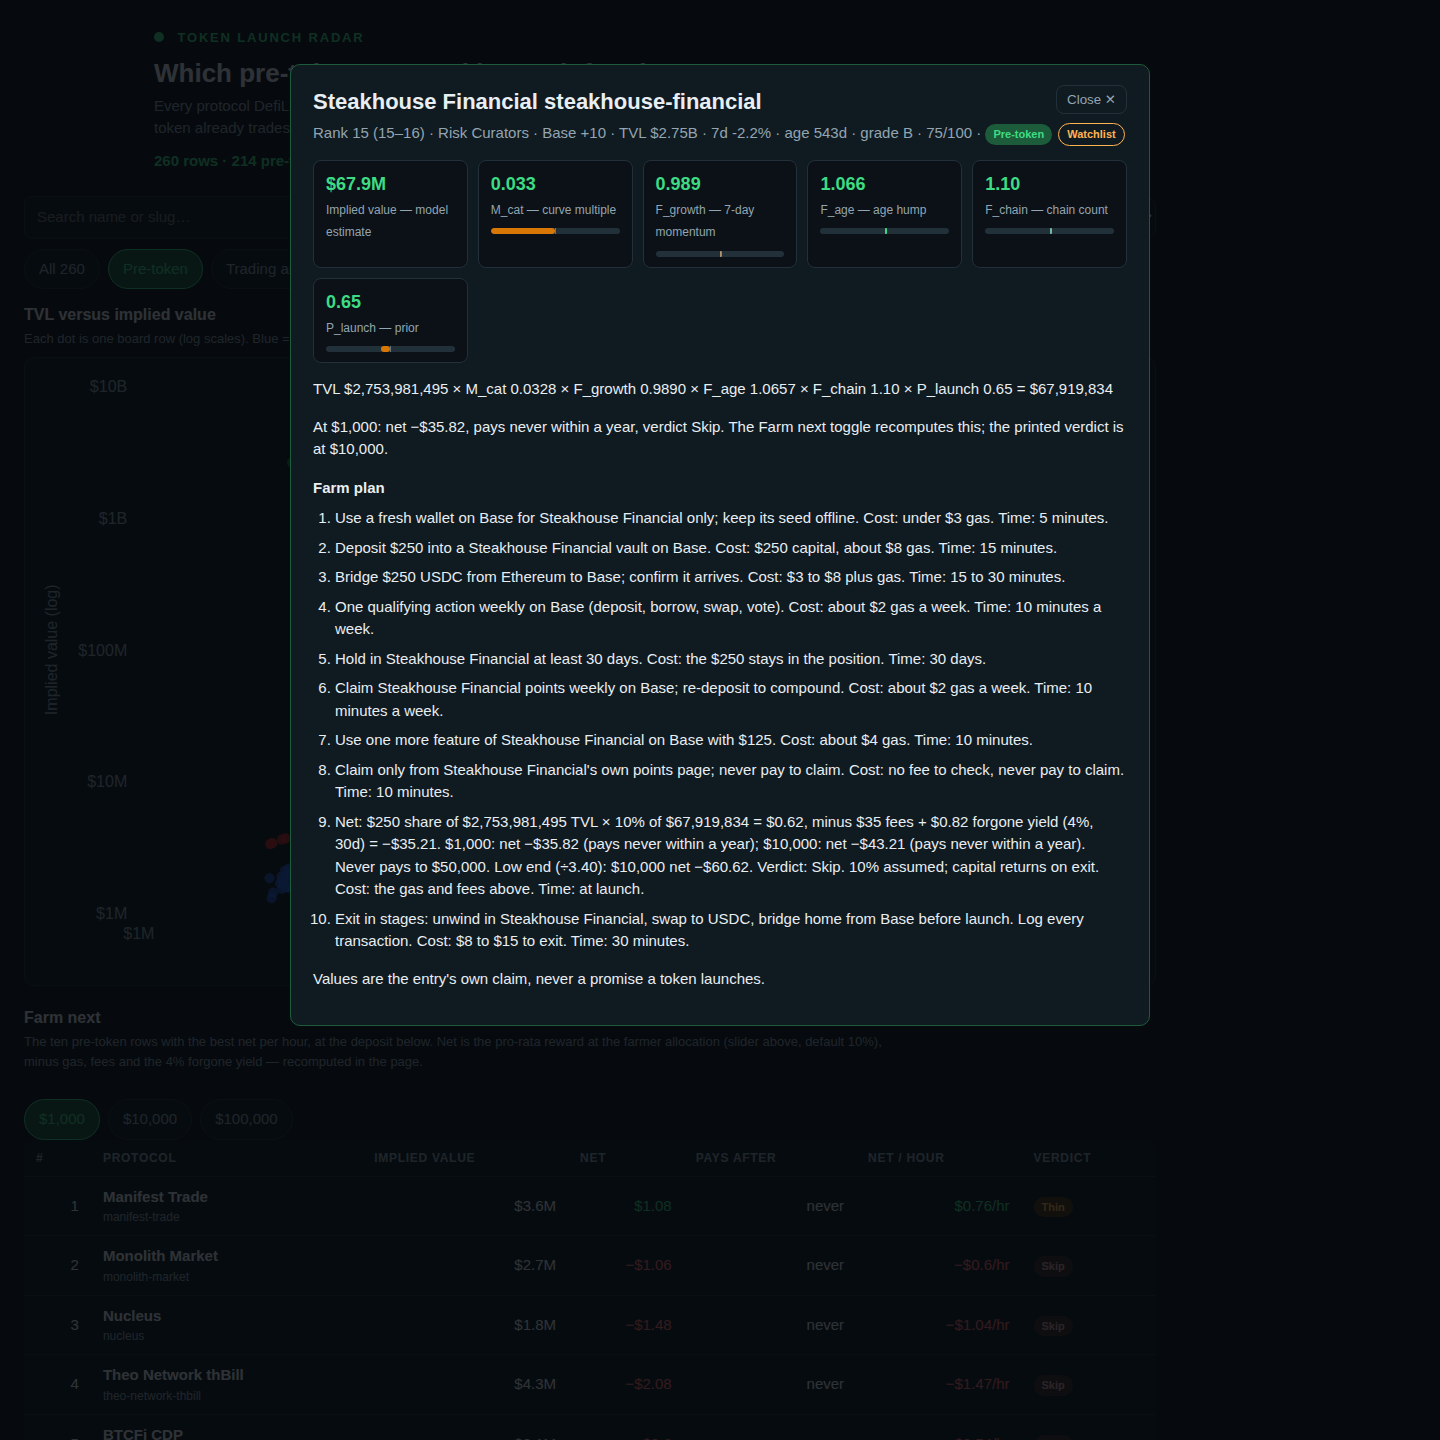 TOKEN LAUNCH RADAR
Which pre-
Every protocol DefiL
token already trades
260 rows · 214 pre-
Search name or slug…
All 260
Pre-token
Trading a
TVL versus implied value
Each dot is one board row (log scales). Blue =
$10B
$1B
$100M
$10M
$1M
$1M
Implied value (log)
Steakhouse Financial steakhouse-financial
Close ✕
Rank 15 (15–16) · Risk Curators · Base +10 · TVL $2.75B · 7d -2.2% · age 543d · grade B · 75/100 · Pre-token Watchlist
$67.9M
Implied value — model
estimate
0.033
M_cat — curve multiple
0.989
F_growth — 7-day
momentum
1.066
F_age — age hump
1.10
F_chain — chain count
0.65
P_launch — prior
TVL $2,753,981,495 × M_cat 0.0328 × F_growth 0.9890 × F_age 1.0657 × F_chain 1.10 × P_launch 0.65 = $67,919,834
At $1,000: net −$35.82, pays never within a year, verdict Skip. The Farm next toggle recomputes this; the printed verdict is
at $10,000.
Farm plan
1. Use a fresh wallet on Base for Steakhouse Financial only; keep its seed offline. Cost: under $3 gas. Time: 5 minutes.
2. Deposit $250 into a Steakhouse Financial vault on Base. Cost: $250 capital, about $8 gas. Time: 15 minutes.
3. Bridge $250 USDC from Ethereum to Base; confirm it arrives. Cost: $3 to $8 plus gas. Time: 15 to 30 minutes.
4. One qualifying action weekly on Base (deposit, borrow, swap, vote). Cost: about $2 gas a week. Time: 10 minutes a
week.
5. Hold in Steakhouse Financial at least 30 days. Cost: the $250 stays in the position. Time: 30 days.
6. Claim Steakhouse Financial points weekly on Base; re-deposit to compound. Cost: about $2 gas a week. Time: 10
minutes a week.
7. Use one more feature of Steakhouse Financial on Base with $125. Cost: about $4 gas. Time: 10 minutes.
8. Claim only from Steakhouse Financial's own points page; never pay to claim. Cost: no fee to check, never pay to claim.
Time: 10 minutes.
9. Net: $250 share of $2,753,981,495 TVL × 10% of $67,919,834 = $0.62, minus $35 fees + $0.82 forgone yield (4%,
30d) = −$35.21. $1,000: net −$35.82 (pays never within a year); $10,000: net −$43.21 (pays never within a year).
Never pays to $50,000. Low end (÷3.40): $10,000 net −$60.62. Verdict: Skip. 10% assumed; capital returns on exit.
Cost: the gas and fees above. Time: at launch.
10. Exit in stages: unwind in Steakhouse Financial, swap to USDC, bridge home from Base before launch. Log every
transaction. Cost: $8 to $15 to exit. Time: 30 minutes.
Values are the entry's own claim, never a promise a token launches.
Farm next
The ten pre-token rows with the best net per hour, at the deposit below. Net is the pro-rata reward at the farmer allocation (slider above, default 10%),
minus gas, fees and the 4% forgone yield — recomputed in the page.
$1,000
$10,000
$100,000
# PROTOCOL IMPLIED VALUE NET PAYS AFTER NET / HOUR VERDICT
1 Manifest Trade $3.6M $1.08 never $0.76/hr Thin
manifest-trade
2 Monolith Market $2.7M −$1.06 never −$0.6/hr Skip
monolith-market
3 Nucleus $1.8M −$1.48 never −$1.04/hr Skip
nucleus
4 Theo Network thBill $4.3M −$2.08 never −$1.47/hr Skip
theo-network-thbill
BTCFi CDP